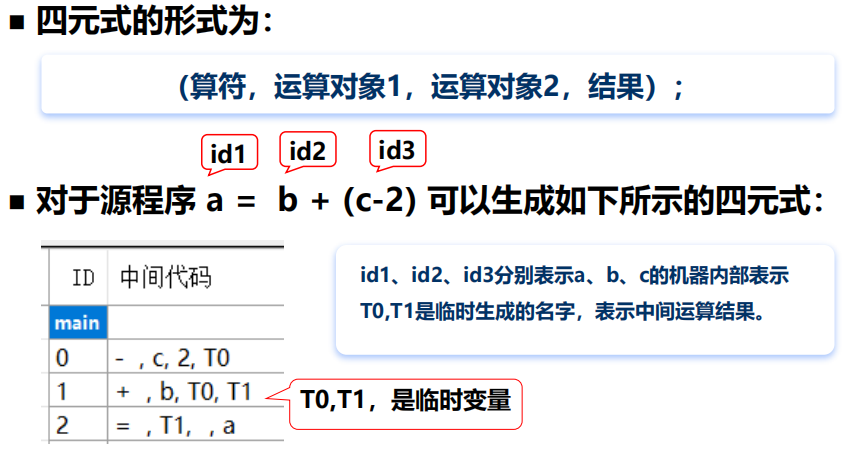 ■ 四元式的形式为：
(算符，运算对象1，运算对象2，结果）；
id1 id2 id3
■ 对于源程序 a = b + (c-2) 可以生成如下所示的四元式：
ID 中间代码
main
0 - , c, 2, T0
1 + , b, T0, T1
2 = , T1, , a
id1、id2、id3分别表示a、b、c的机器内部表示
T0,T1是临时生成的名字，表示中间运算结果。
T0,T1，是临时变量